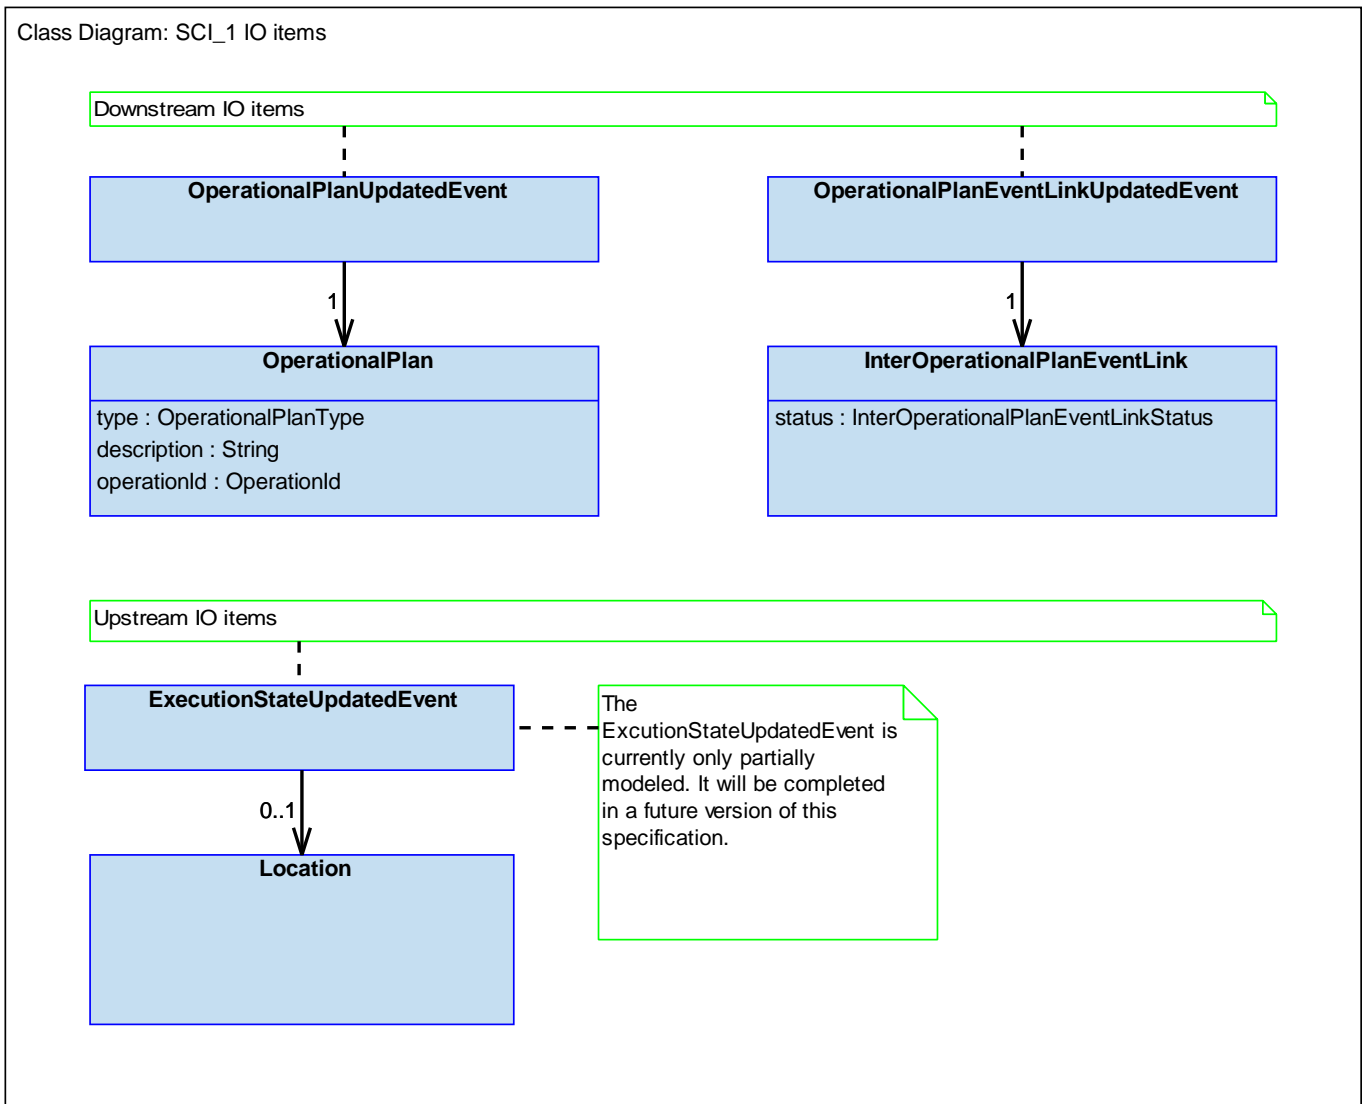 Class Diagram: SCI_1 IO items
Downstream IO items
OperationalPlanUpdatedEvent
OperationalPlanEventLinkUpdatedEvent
1
1
OperationalPlan
type : OperationalPlanType
description : String
operationId : OperationId
InterOperationalPlanEventLink
status : InterOperationalPlanEventLinkStatus
Upstream IO items
ExecutionStateUpdatedEvent
The
ExcutionStateUpdatedEvent is
currently only partially
modeled. It will be completed
in a future version of this
specification.
0..1
Location